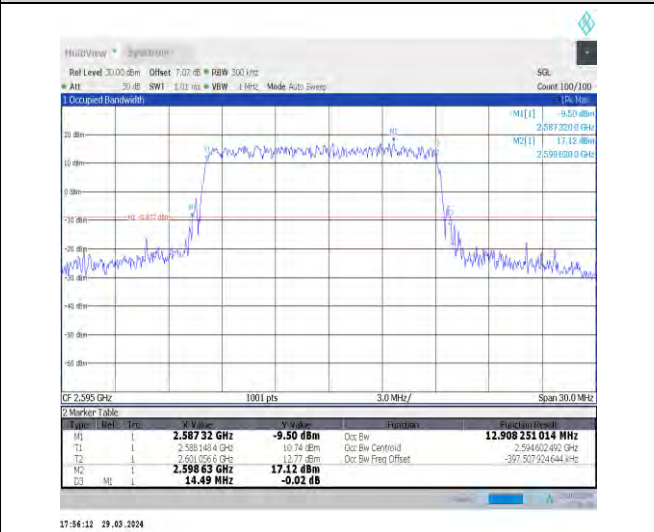 MultiView Spectrum
Ref Level 30.00 dBm Offset 7.07 dB RBW 300 kHz SGL
Att 30 dB SWT 1.01 ms VBW 1 MHz Mode Auto Sweep Count 100/100
1 Occupied Bandwidth 1Pk Max
M1[1] -9.50 dBm
2.587320 0 GHz
M2[1] 17.12 dBm
2.598630 0 GHz
M2
20 dBm
T1
10 dBm
0 dBm
M1
-10 dBm
-20 dBm
-30 dBm
-40 dBm
-50 dBm
-60 dBm
CF 2.595 GHz 1001 pts 3.0 MHz/ Span 30.0 MHz
2 Marker Table
Type Ref Trc X-Value Y-Value Function Function Result
M1 1 2.587 32 GHz -9.50 dBm Occ Bw 12.908 251 014 MHz
T1 1 2.588 148 4 GHz 10.74 dBm Occ Bw Centroid 2.594 602 492 GHz
T2 1 2.601 056 6 GHz 12.77 dBm Occ Bw Freq Offset -397.507 924 644 kHz
M2 1 2.598 63 GHz 17.12 dBm
D3 M1 1 14.49 MHz -0.02 dB
17:56:12 29.03.2024